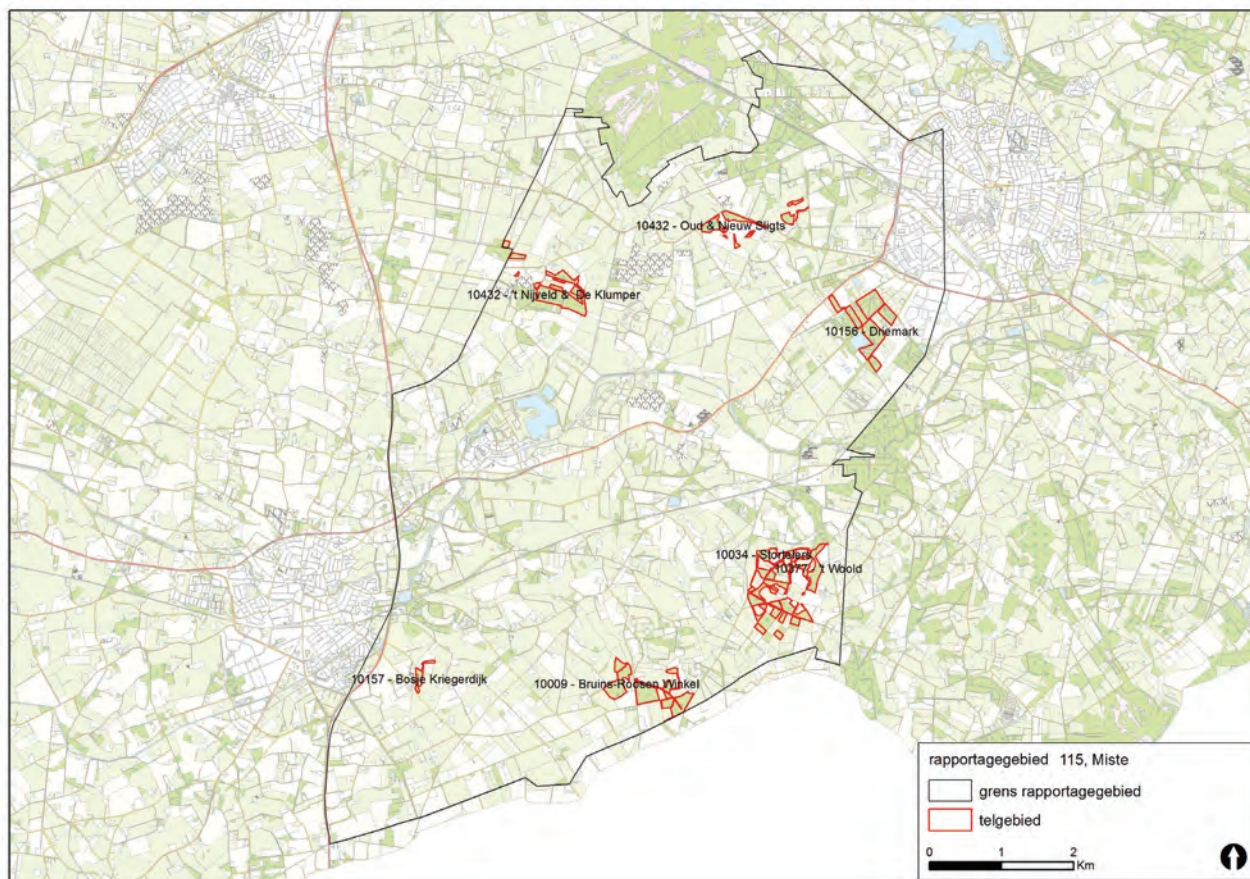 10432 - Oud & Nieuw Sligts
10432 - 't Nijveld & De Klumper
10156 - Driemark
10034 - Stortelers
10377 - 't Woold
10157 - Bosje Kriegerdijk
10009 - Bruins-Roosen Winkel
rapportagegebied 115, Miste
grens rapportagegebied
telgebied
0 1 2
Km